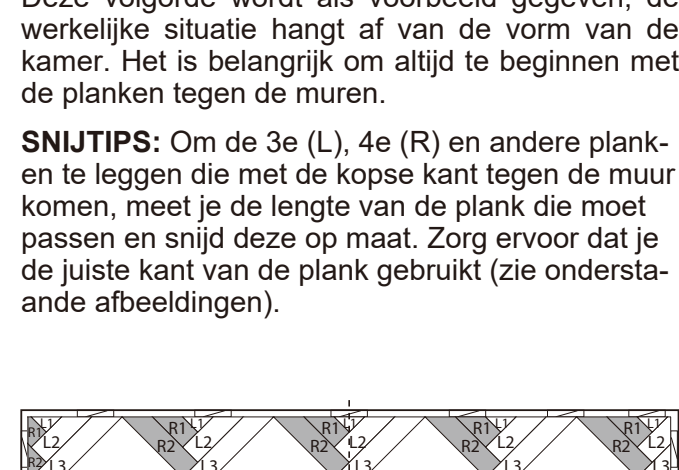 Deze volgorde wordt als voorbeeld gegeven, de
werkelijke situatie hangt af van de vorm van de
kamer. Het is belangrijk om altijd te beginnen met
de planken tegen de muren.
SNIJTIPS: Om de 3e (L), 4e (R) en andere plank-
en te leggen die met de kopse kant tegen de muur
komen, meet je de lengte van de plank die moet
passen en snijd deze op maat. Zorg ervoor dat je
de juiste kant van de plank gebruikt (zie ondersta-
ande afbeeldingen).
R1 L1 R1 L1 R1 L1 R1 L1 R1 L1
L2 R2 L2 R2 L2 R2 L2 R2 L2
R2 L3 L3 L3 L3 L3